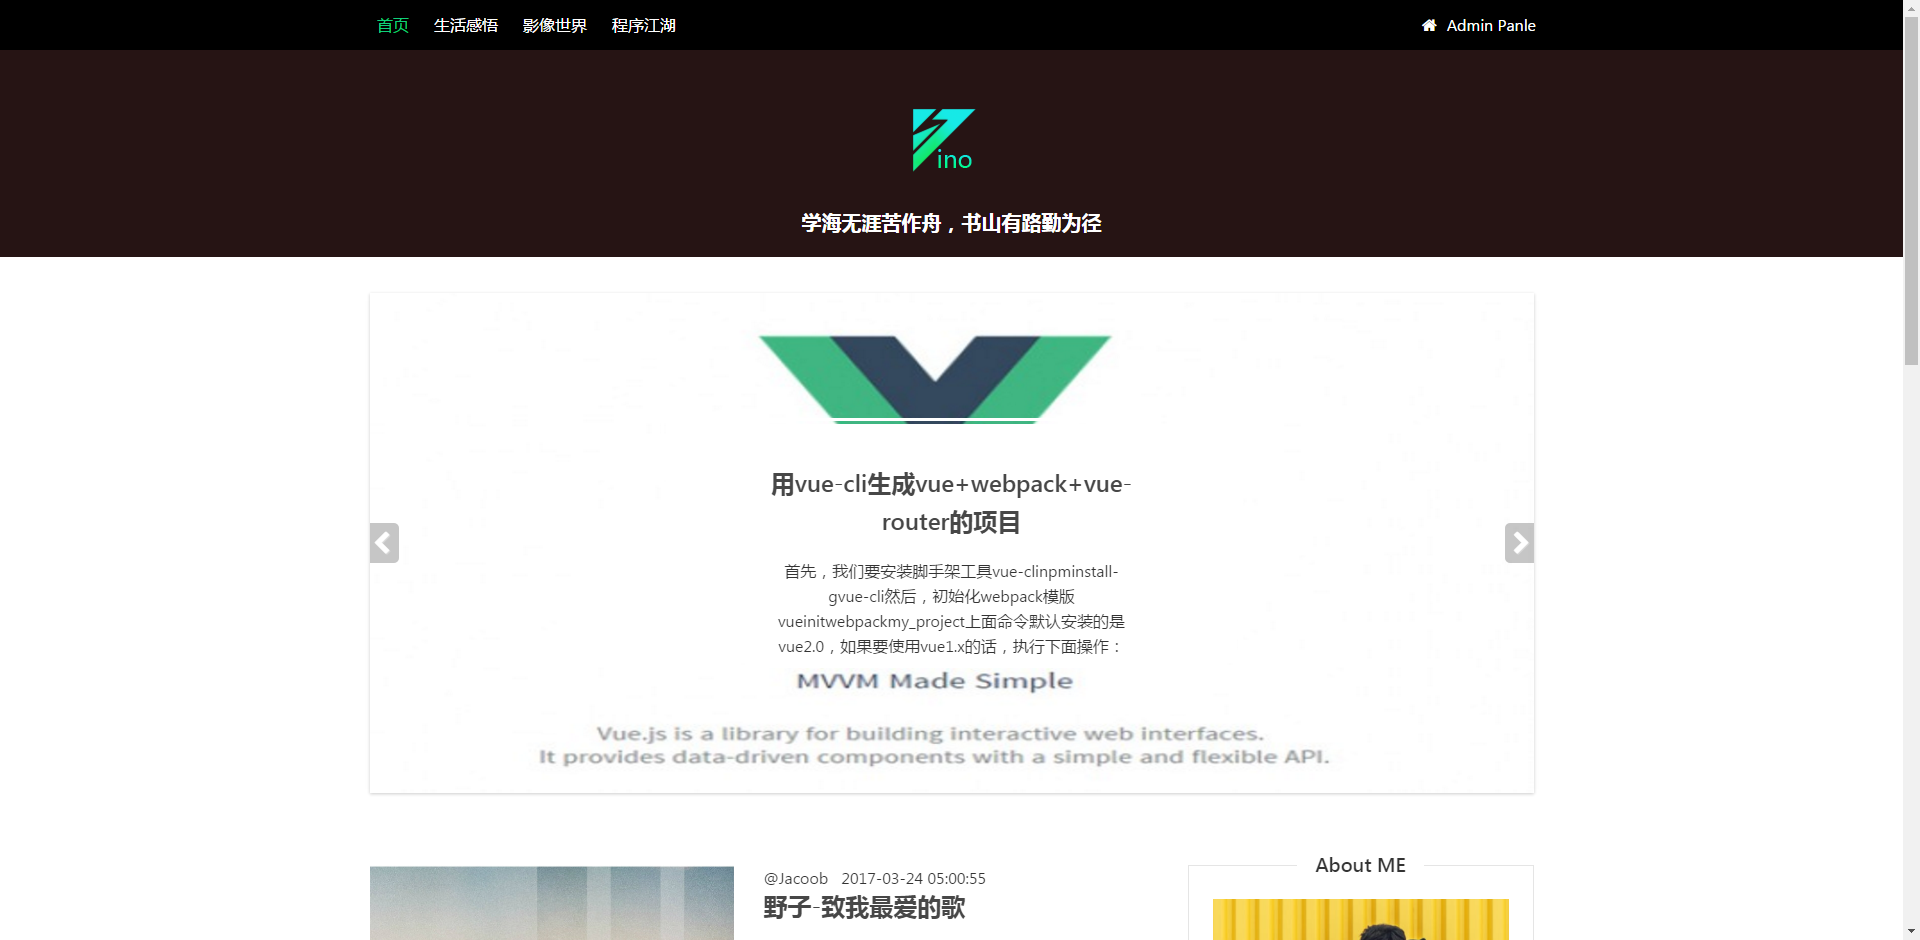 首页 生活感悟 影像世界 程序江湖 Admin Panle
ino
学海无涯苦作舟，书山有路勤为径
用vue-cli生成vue+webpack+vue-
router的项目
首先，我们要安装脚手架工具vue-clinpminstall-
gvue-cli然后，初始化webpack模版
vueinitwebpackmy_project上面命令默认安装的是
vue2.0，如果要使用vue1.x的话，执行下面操作：
MVVM Made Simple
Vue.js is a library for building interactive web interfaces.
It provides data-driven components with a simple and flexible API.
@Jacoob 2017-03-24 05:00:55
野子-致我最爱的歌
About ME